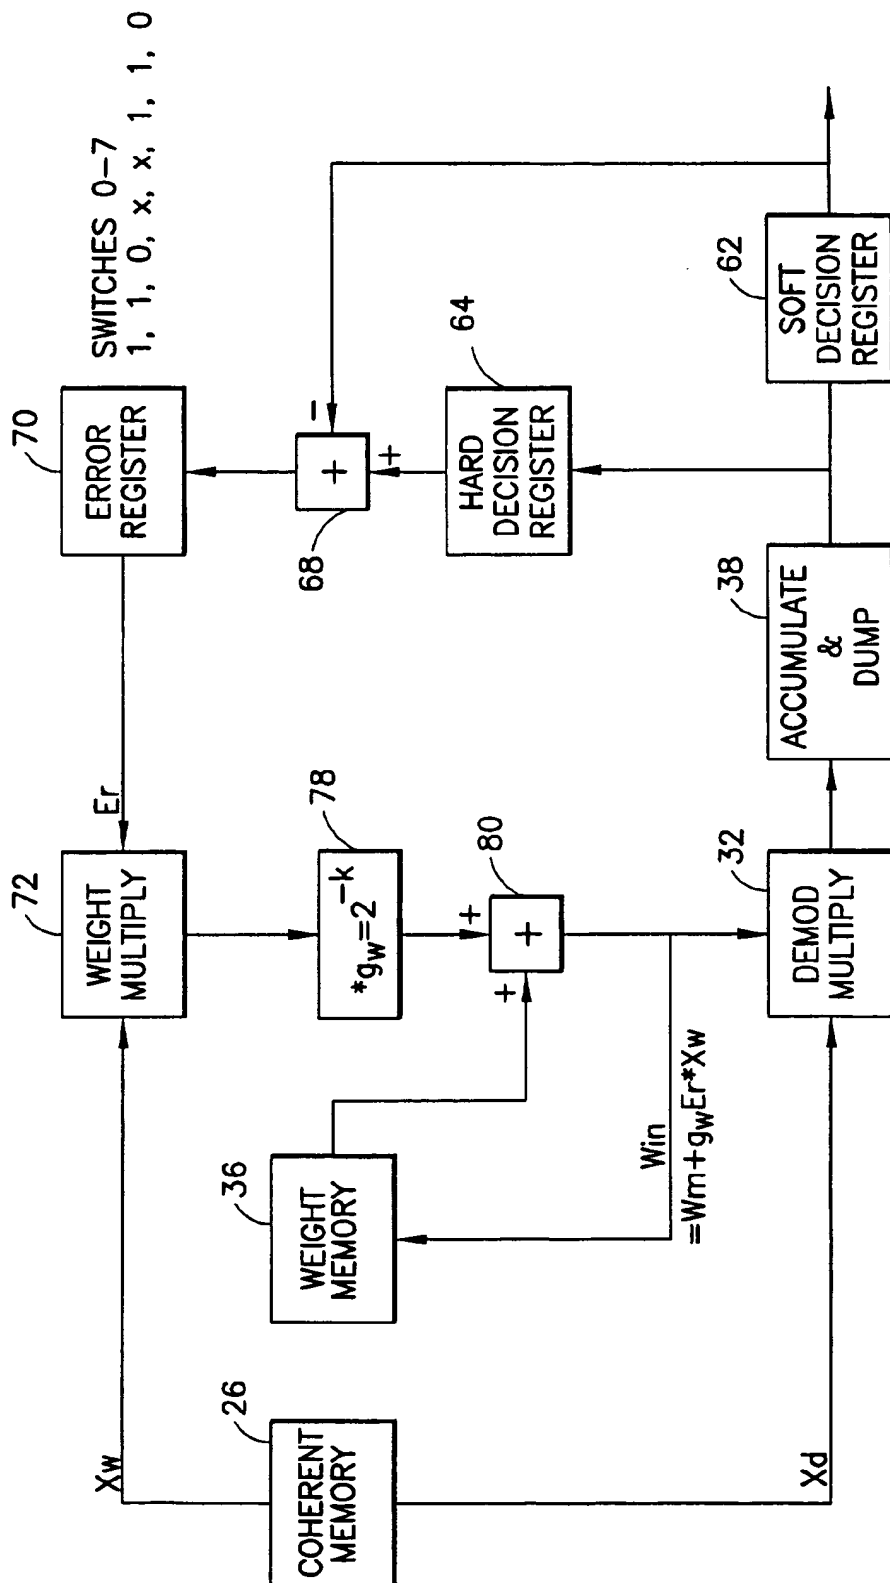 SWITCHES 0-7
1, 1, 0, x, x, 1, 1, 0
70
ERROR
REGISTER
Er
72
WEIGHT
MULTIPLY
Xw
-
+
68
+
64
HARD
DECISION
REGISTER
78
*gw=2^-k
+
80
+
+
36
WEIGHT
MEMORY
26
COHERENT
MEMORY
Win
=Wm+gwEr*Xw
62
SOFT
DECISION
REGISTER
38
ACCUMULATE
&
DUMP
32
DEMOD
MULTIPLY
Xd